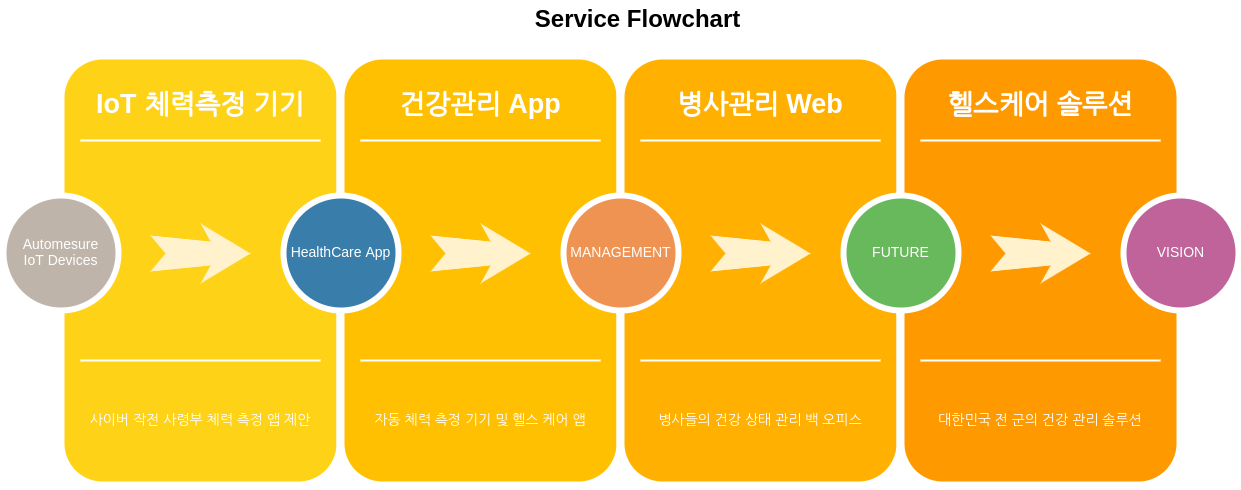 Service Flowchart
IoT 체력측정 기기
건강관리 App
병사관리 Web
헬스케어 솔루션
Automesure
IoT Devices
HealthCare App
MANAGEMENT
FUTURE
VISION
사이버 작전 사령부 체력 측정 앱 제안
자동 체력 측정 기기 및 헬스 케어 앱
병사들의 건강 상태 관리 백 오피스
대한민국 전 군의 건강 관리 솔루션